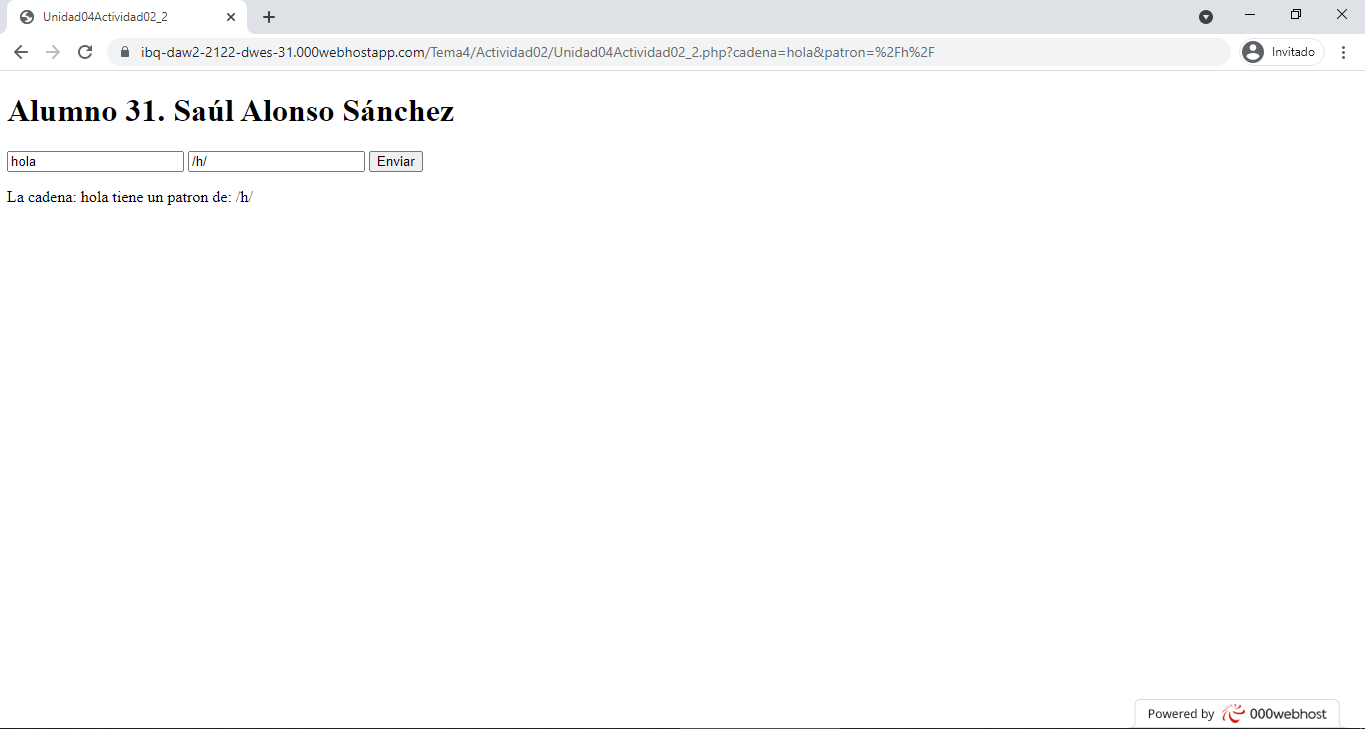 Unidad04Actividad02_2
ibq-daw2-2122-dwes-31.000webhostapp.com/Tema4/Actividad02/Unidad04Actividad02_2.php?cadena=hola&patron=%2Fh%2F
Invitado
Alumno 31. Saúl Alonso Sánchez
hola /h/ Enviar
La cadena: hola tiene un patron de: /h/
Powered by 000webhost